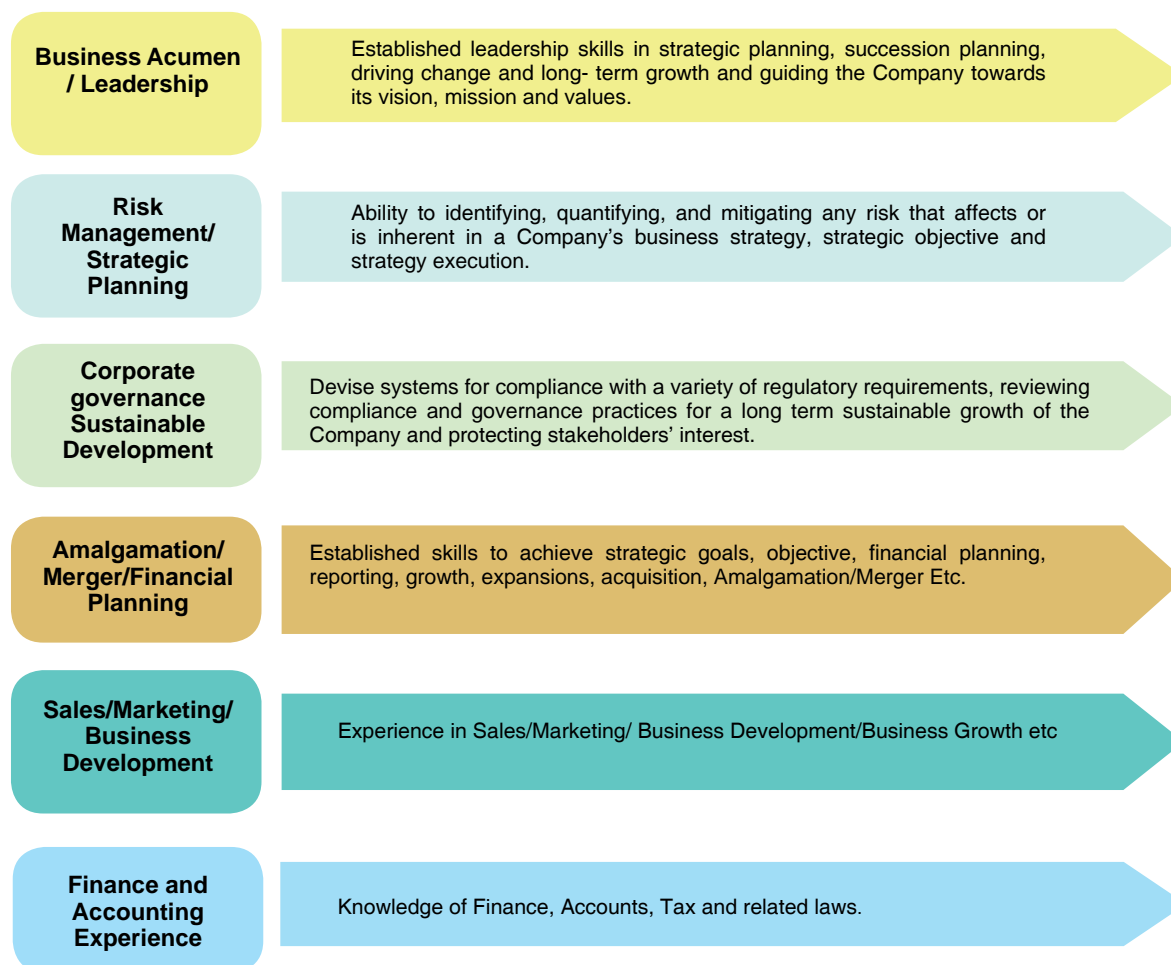 Business Acumen
/ Leadership
Established leadership skills in strategic planning, succession planning,
driving change and long- term growth and guiding the Company towards
its vision, mission and values.
Risk
Management/
Strategic
Planning
Ability to identifying, quantifying, and mitigating any risk that affects or
is inherent in a Company’s business strategy, strategic objective and
strategy execution.
Corporate
governance
Sustainable
Development
Devise systems for compliance with a variety of regulatory requirements, reviewing
compliance and governance practices for a long term sustainable growth of the
Company and protecting stakeholders’ interest.
Amalgamation/
Merger/Financial
Planning
Established skills to achieve strategic goals, objective, financial planning,
reporting, growth, expansions, acquisition, Amalgamation/Merger Etc.
Sales/Marketing/
Business
Development
Experience in Sales/Marketing/ Business Development/Business Growth etc
Finance and
Accounting
Experience
Knowledge of Finance, Accounts, Tax and related laws.